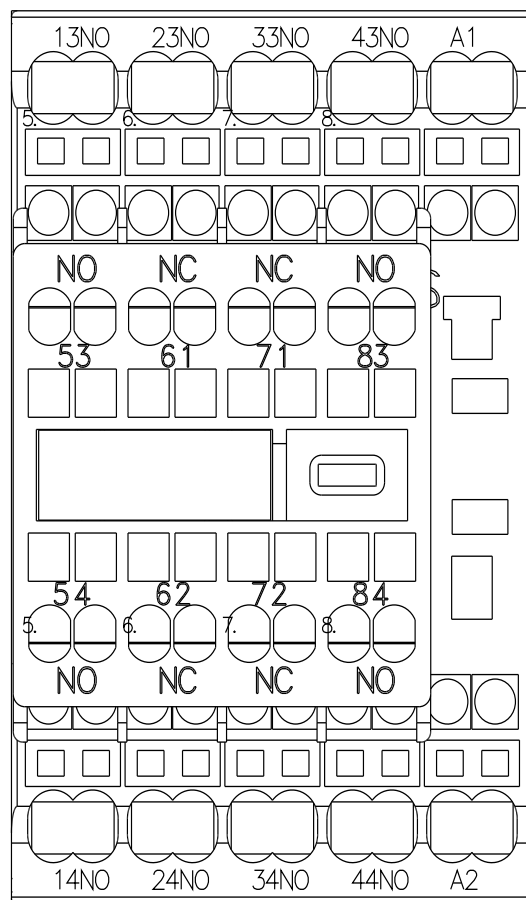 13NO 23NO 33NO 43NO A1
5. 6. 7. 8.
NO NC NC NO
53 61 71 83
54 62 72 84
5. 6. 7. 8.
NO NC NC NO
14NO 24NO 34NO 44NO A2